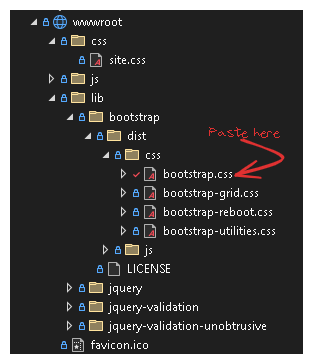 wwwroot
css
site.css
js
lib
bootstrap
dist
Paste here
css
bootstrap.css
bootstrap-grid.css
bootstrap-reboot.css
bootstrap-utilities.css
js
LICENSE
jquery
jquery-validation
jquery-validation-unobtrusive
favicon.ico